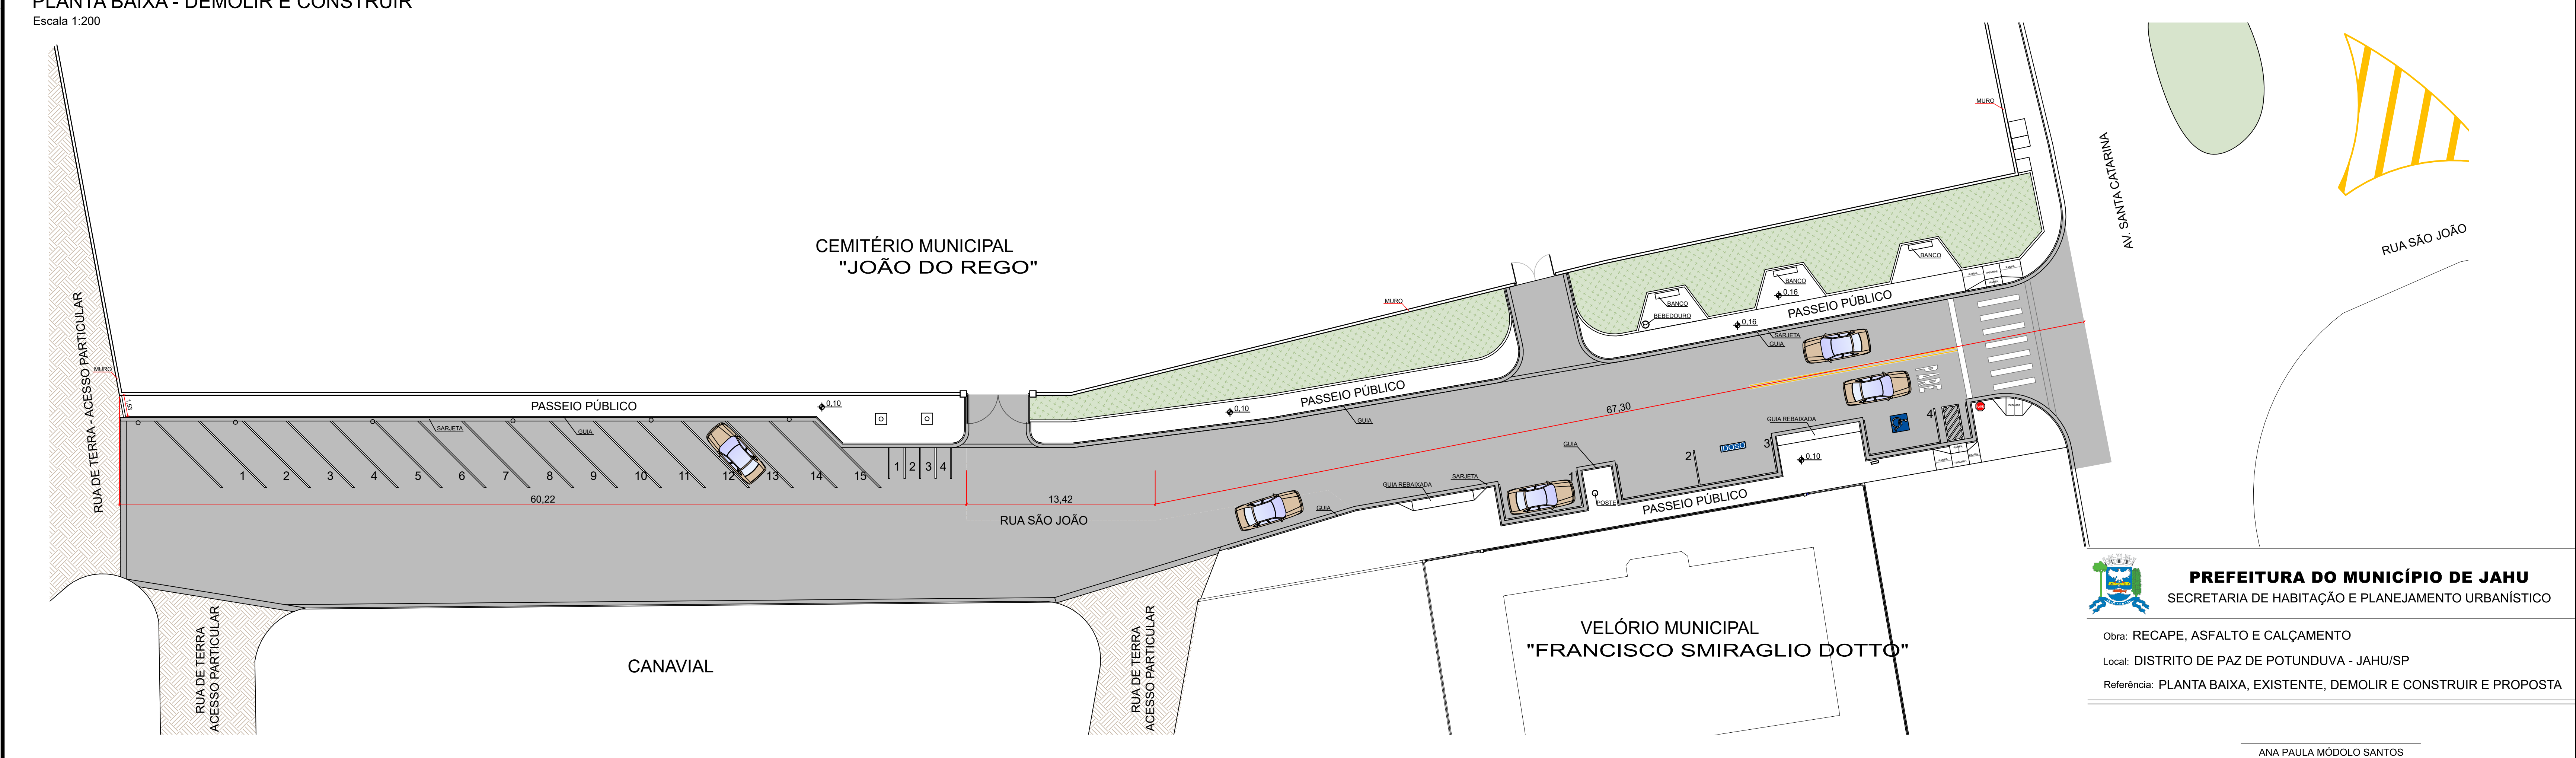 PLANTA BAIXA - DEMOLIR E CONSTRUIR
Escala 1:200
RUA DE TERRA - ACESSO PARTICULAR
MURO
1,53
PASSEIO PÚBLICO
0,10
SARJETA
GUIA
1 2 3 4 5 6 7 8 9 10 11 12 13 14 15
1 2 3 4
60,22
13,42
67,30
RUA SÃO JOÃO
CEMITÉRIO MUNICIPAL
"JOÃO DO REGO"
MURO
PASSEIO PÚBLICO
0,10
GUIA
MURO
BANCO
BANCO
BANCO
BEBEDOURO
0,16
0,16
PASSEIO PÚBLICO
SARJETA
GUIA
AV. SANTA CATARINA
RUA SÃO JOÃO
GUIA REBAIXADA
4
3
IDOSO
2
1
0,10
GUIA
SARJETA
GUIA REBAIXADA
GUIA
POSTE
PASSEIO PÚBLICO
RUA DE TERRA
ACESSO PARTICULAR
CANAVIAL
RUA DE TERRA
ACESSO PARTICULAR
VELÓRIO MUNICIPAL
"FRANCISCO SMIRAGLIO DOTTO"
PREFEITURA DO MUNICÍPIO DE JAHU
SECRETARIA DE HABITAÇÃO E PLANEJAMENTO URBANÍSTICO
Obra: RECAPE, ASFALTO E CALÇAMENTO
Local: DISTRITO DE PAZ DE POTUNDUVA - JAHU/SP
Referência: PLANTA BAIXA, EXISTENTE, DEMOLIR E CONSTRUIR E PROPOSTA
ANA PAULA MÓDOLO SANTOS